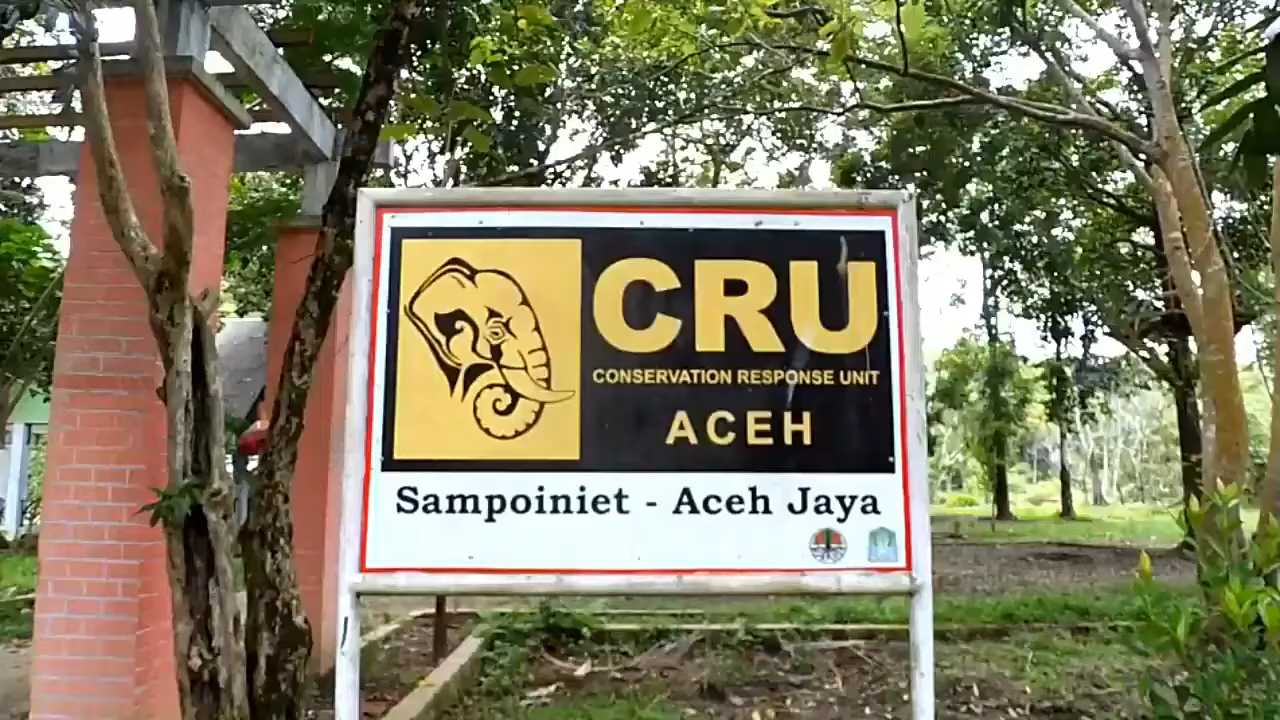 CRU
CONSERVATION RESPONSE UNIT
ACEH
Sampoiniet - Aceh Jaya